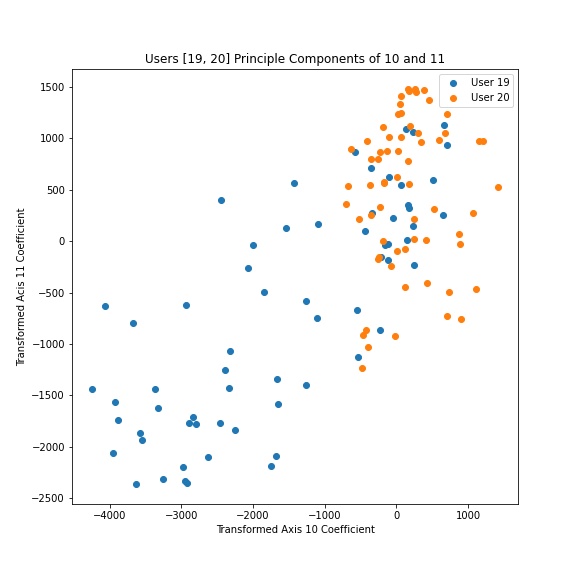 Users [19, 20] Principle Components of 10 and 11
User 19
User 20
Transformed Acis 11 Coefficient
1500
1000
500
0
−500
−1000
−1500
−2000
−2500
−4000 −3000 −2000 −1000 0 1000
Transformed Axis 10 Coefficient